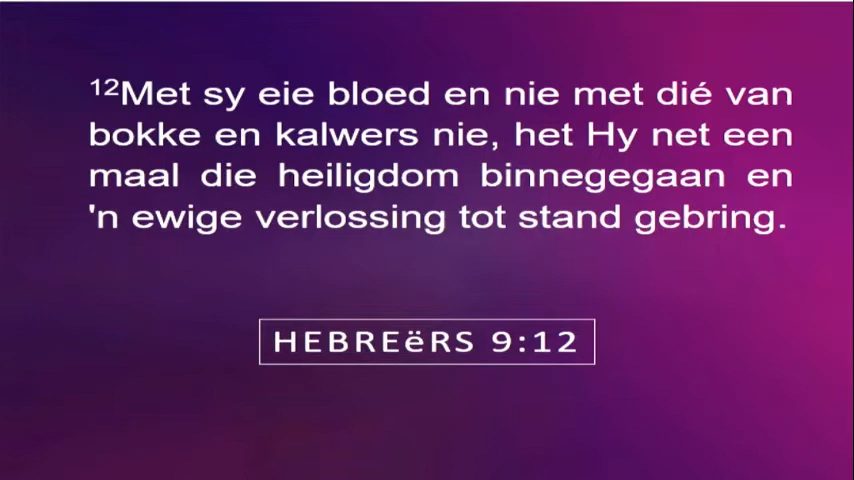 ¹²Met sy eie bloed en nie met dié van
bokke en kalwers nie, het Hy net een
maal die heiligdom binnegegaan en
'n ewige verlossing tot stand gebring.
HEBREëRS 9:12